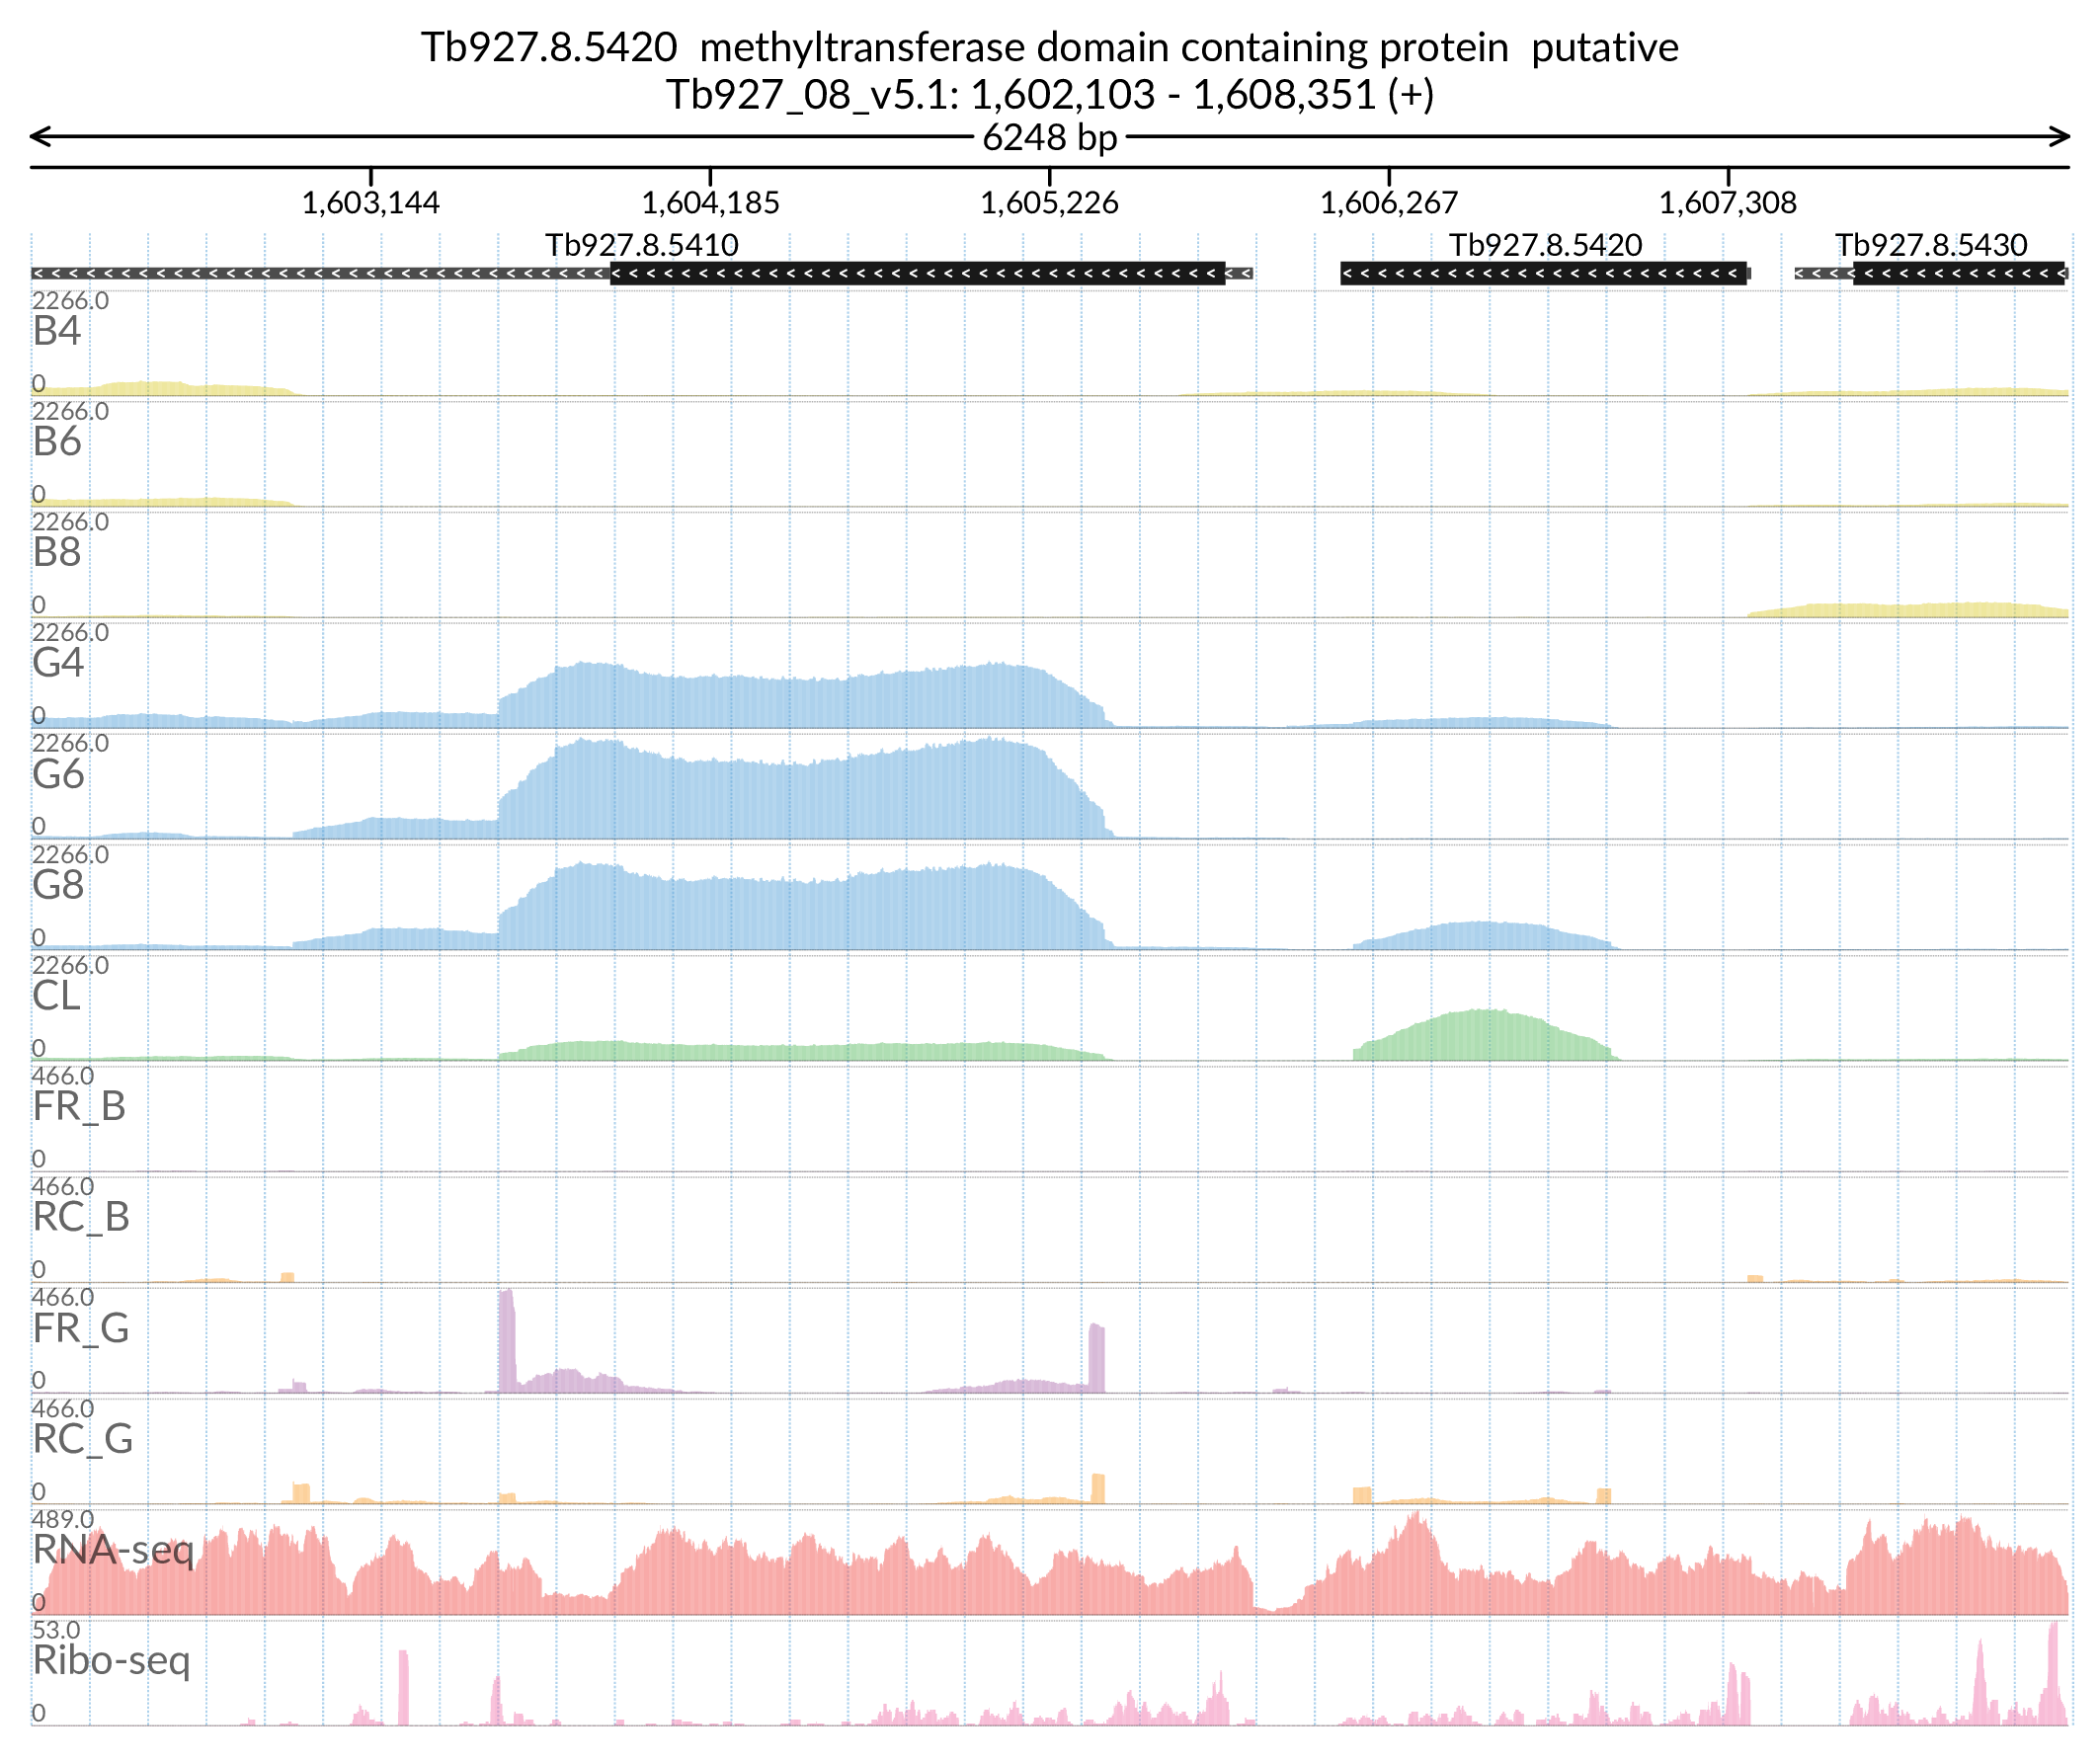 Tb927.8.5420  methyltransferase domain containing protein  putative
Tb927_08_v5.1: 1,602,103 - 1,608,351 (+)
6248 bp
1,603,144 1,604,185 1,605,226 1,606,267 1,607,308
Tb927.8.5410 Tb927.8.5420 Tb927.8.5430
2266.0
B4
0
2266.0
B6
0
2266.0
B8
0
2266.0
G4
0
2266.0
G6
0
2266.0
G8
0
2266.0
CL
0
466.0
FR_B
0
466.0
RC_B
0
466.0
FR_G
0
466.0
RC_G
0
489.0
RNA-seq
0
53.0
Ribo-seq
0